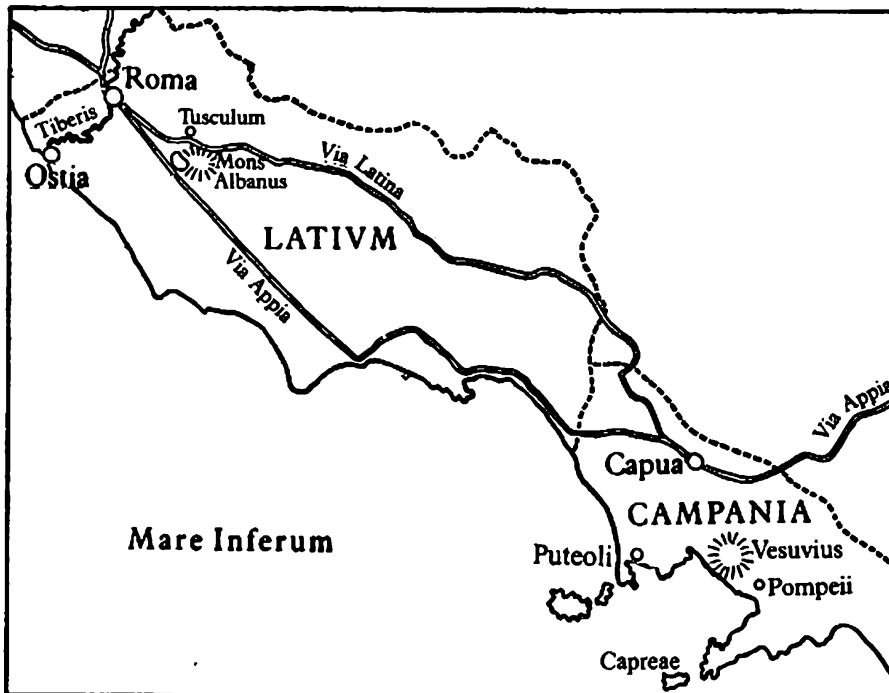 Roma
Tiberis
Tusculum
Ostia
Mons
Albanus
Via Latina
LATIVM
Via Appia
Via Appia
Capua
CAMPANIA
Mare Inferum
Puteoli
Vesuvius
Pompeii
Capreae